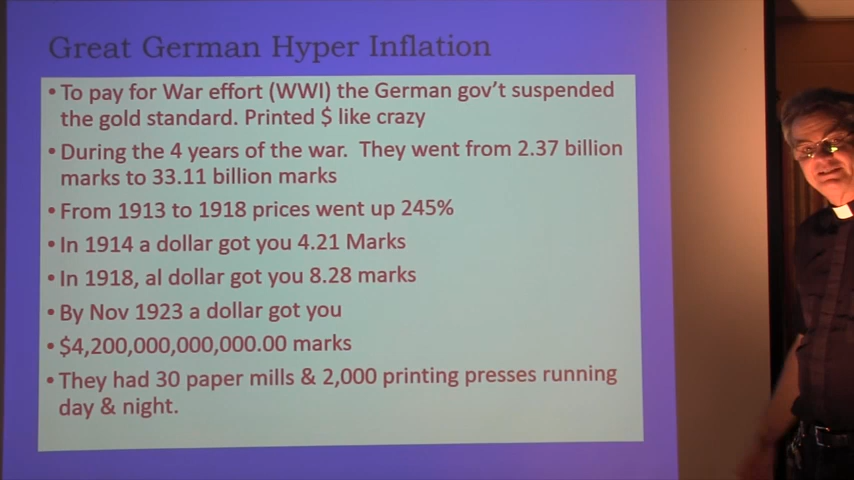 Great German Hyper Inflation
• To pay for War effort (WWI) the German gov't suspended
the gold standard. Printed $ like crazy
• During the 4 years of the war. They went from 2.37 billion
marks to 33.11 billion marks
• From 1913 to 1918 prices went up 245%
• In 1914 a dollar got you 4.21 Marks
• In 1918, al dollar got you 8.28 marks
• By Nov 1923 a dollar got you
• $4,200,000,000,000.00 marks
• They had 30 paper mills & 2,000 printing presses running
day & night.